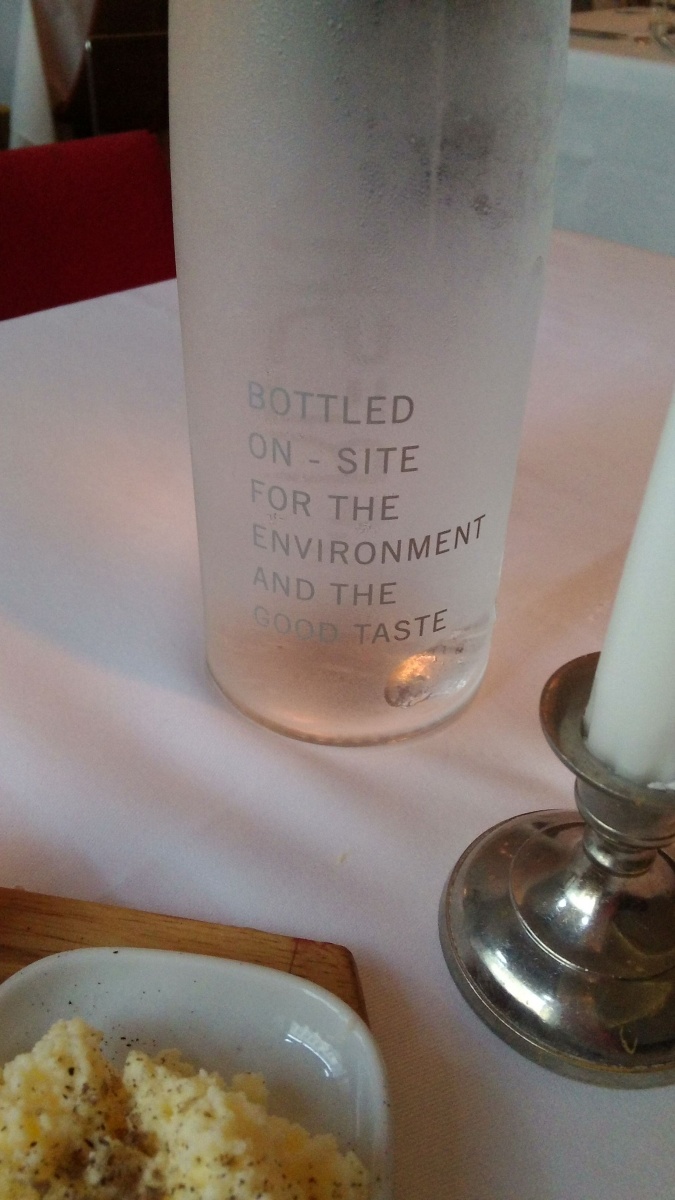 BOTTLED
ON - SITE
FOR THE
ENVIRONMENT
AND THE
GOOD TASTE